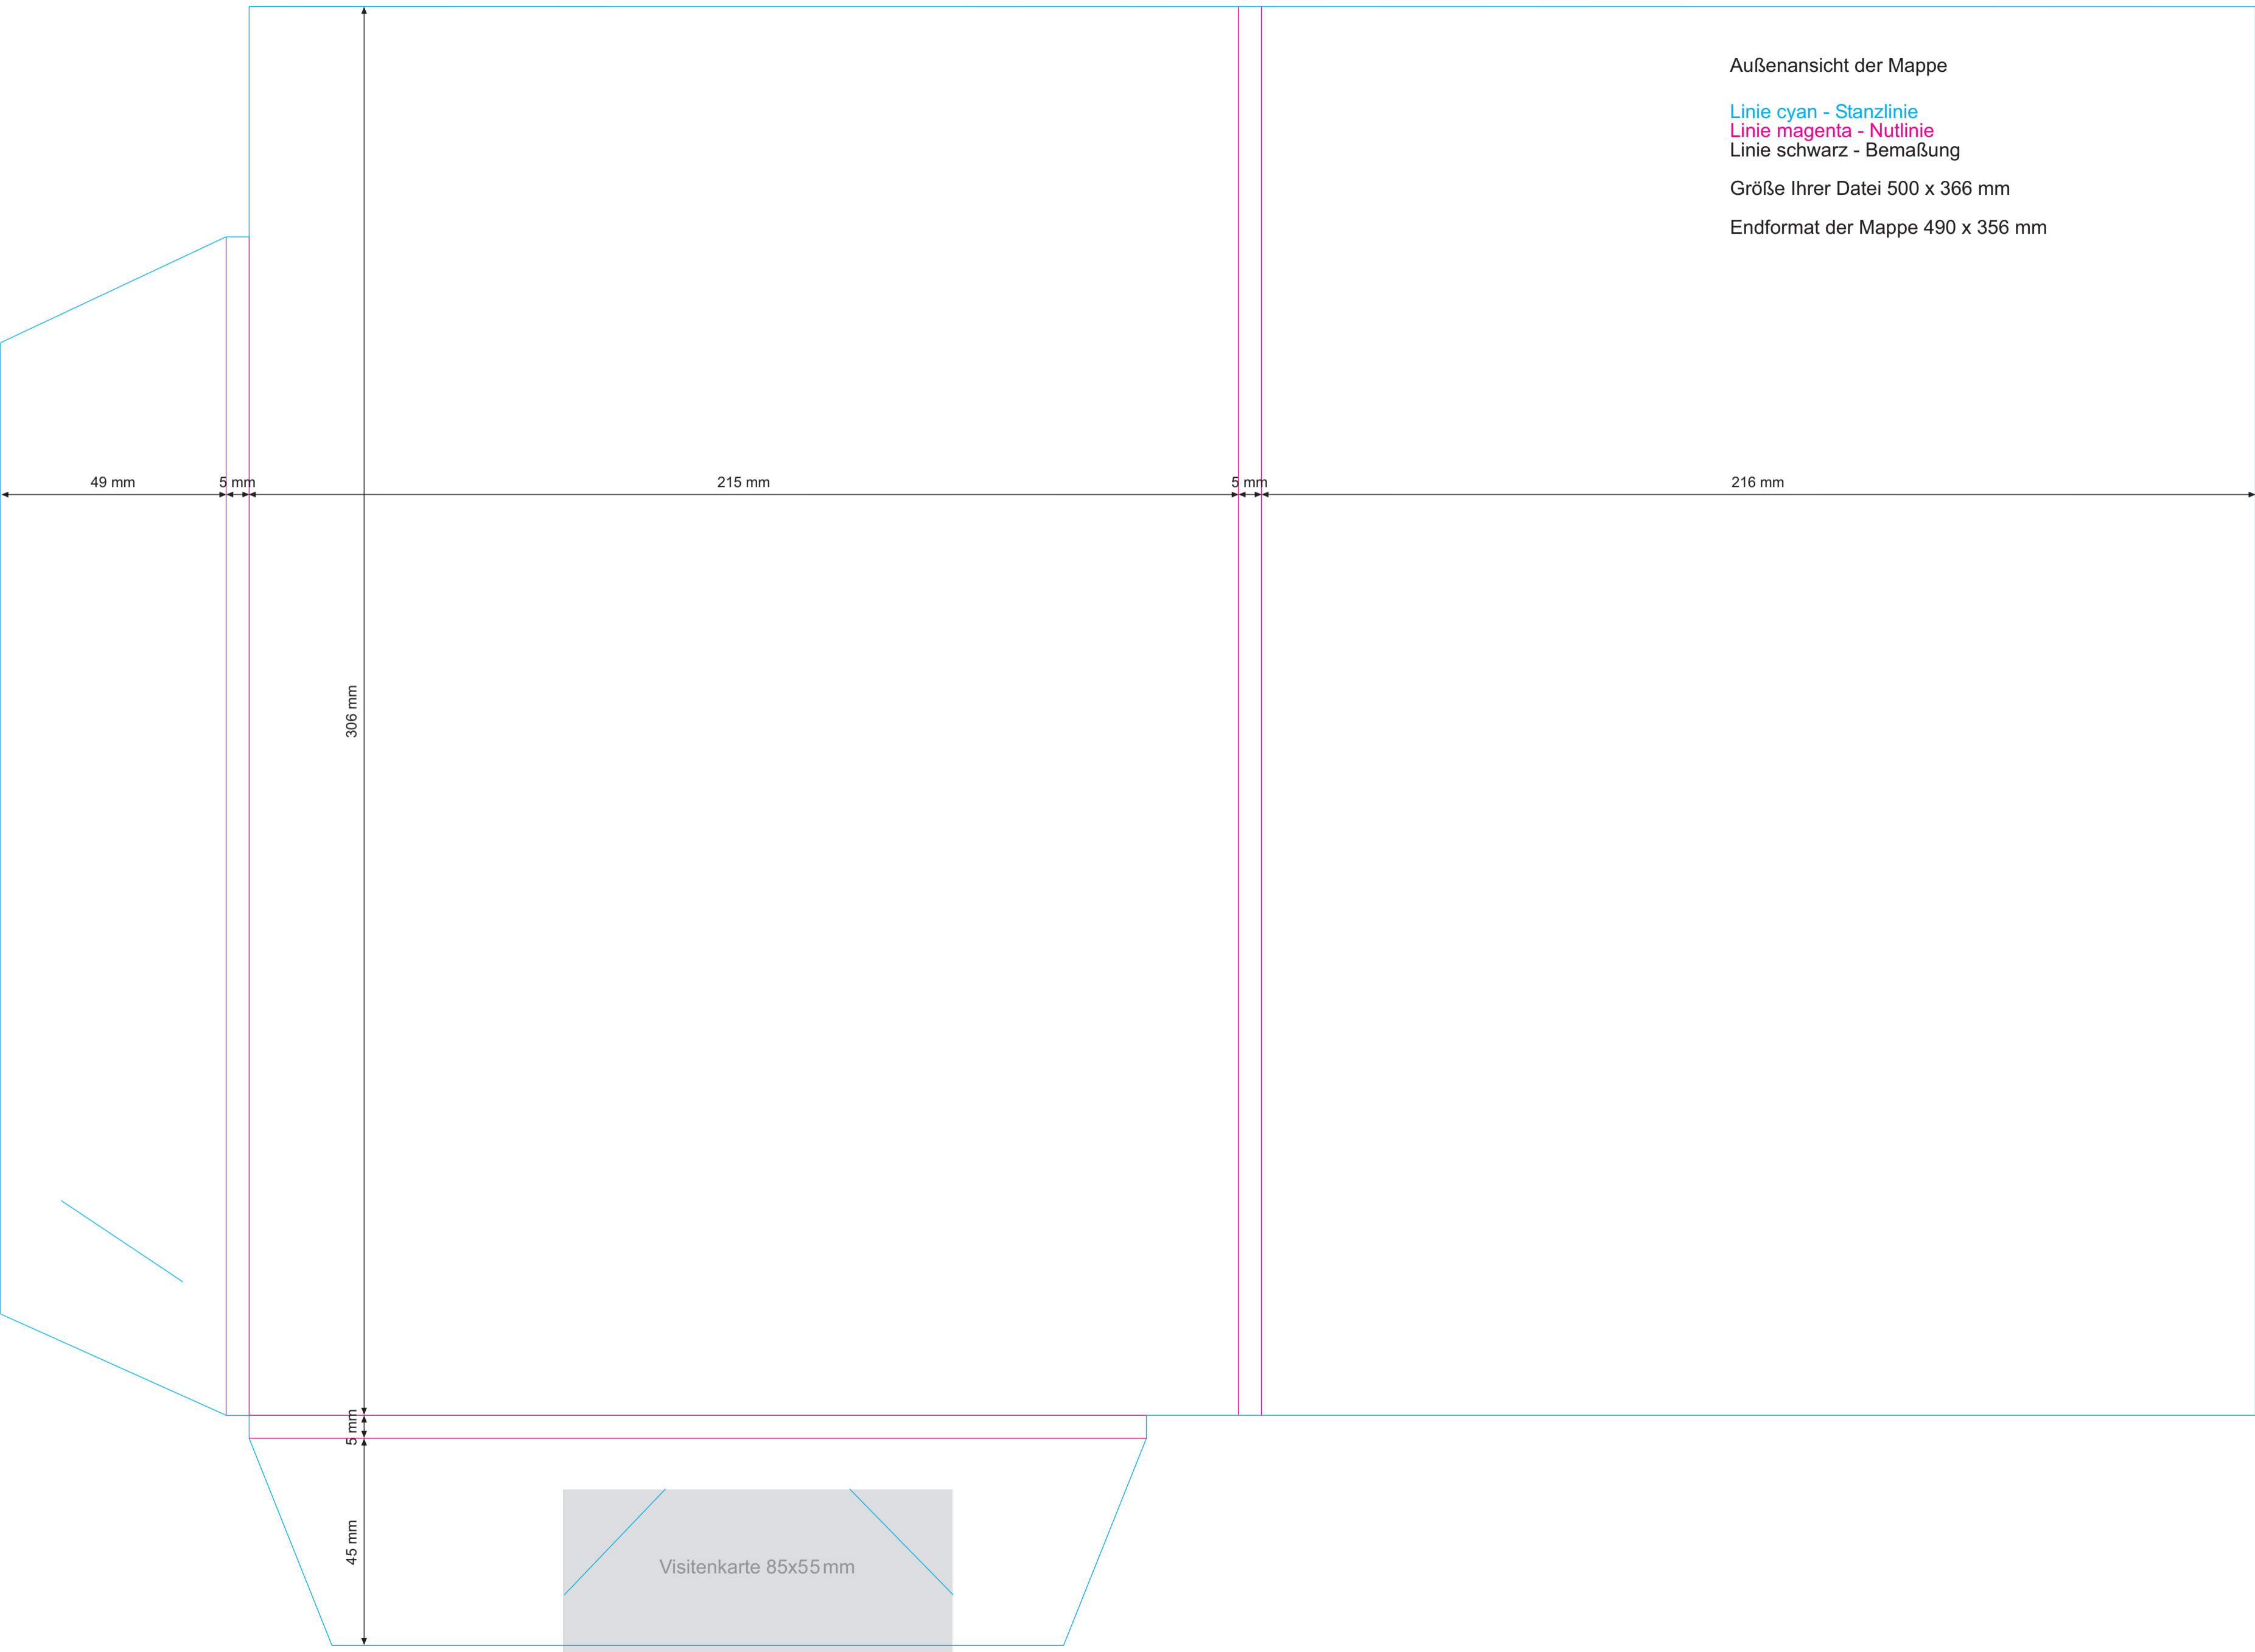 Außenansicht der Mappe
Linie cyan - Stanzlinie
Linie magenta - Nutlinie
Linie schwarz - Bemaßung
Größe Ihrer Datei 500 x 366 mm
Endformat der Mappe 490 x 356 mm
49 mm
5 mm
215 mm
5 mm
216 mm
306 mm
5 mm
45 mm
Visitenkarte 85x55 mm